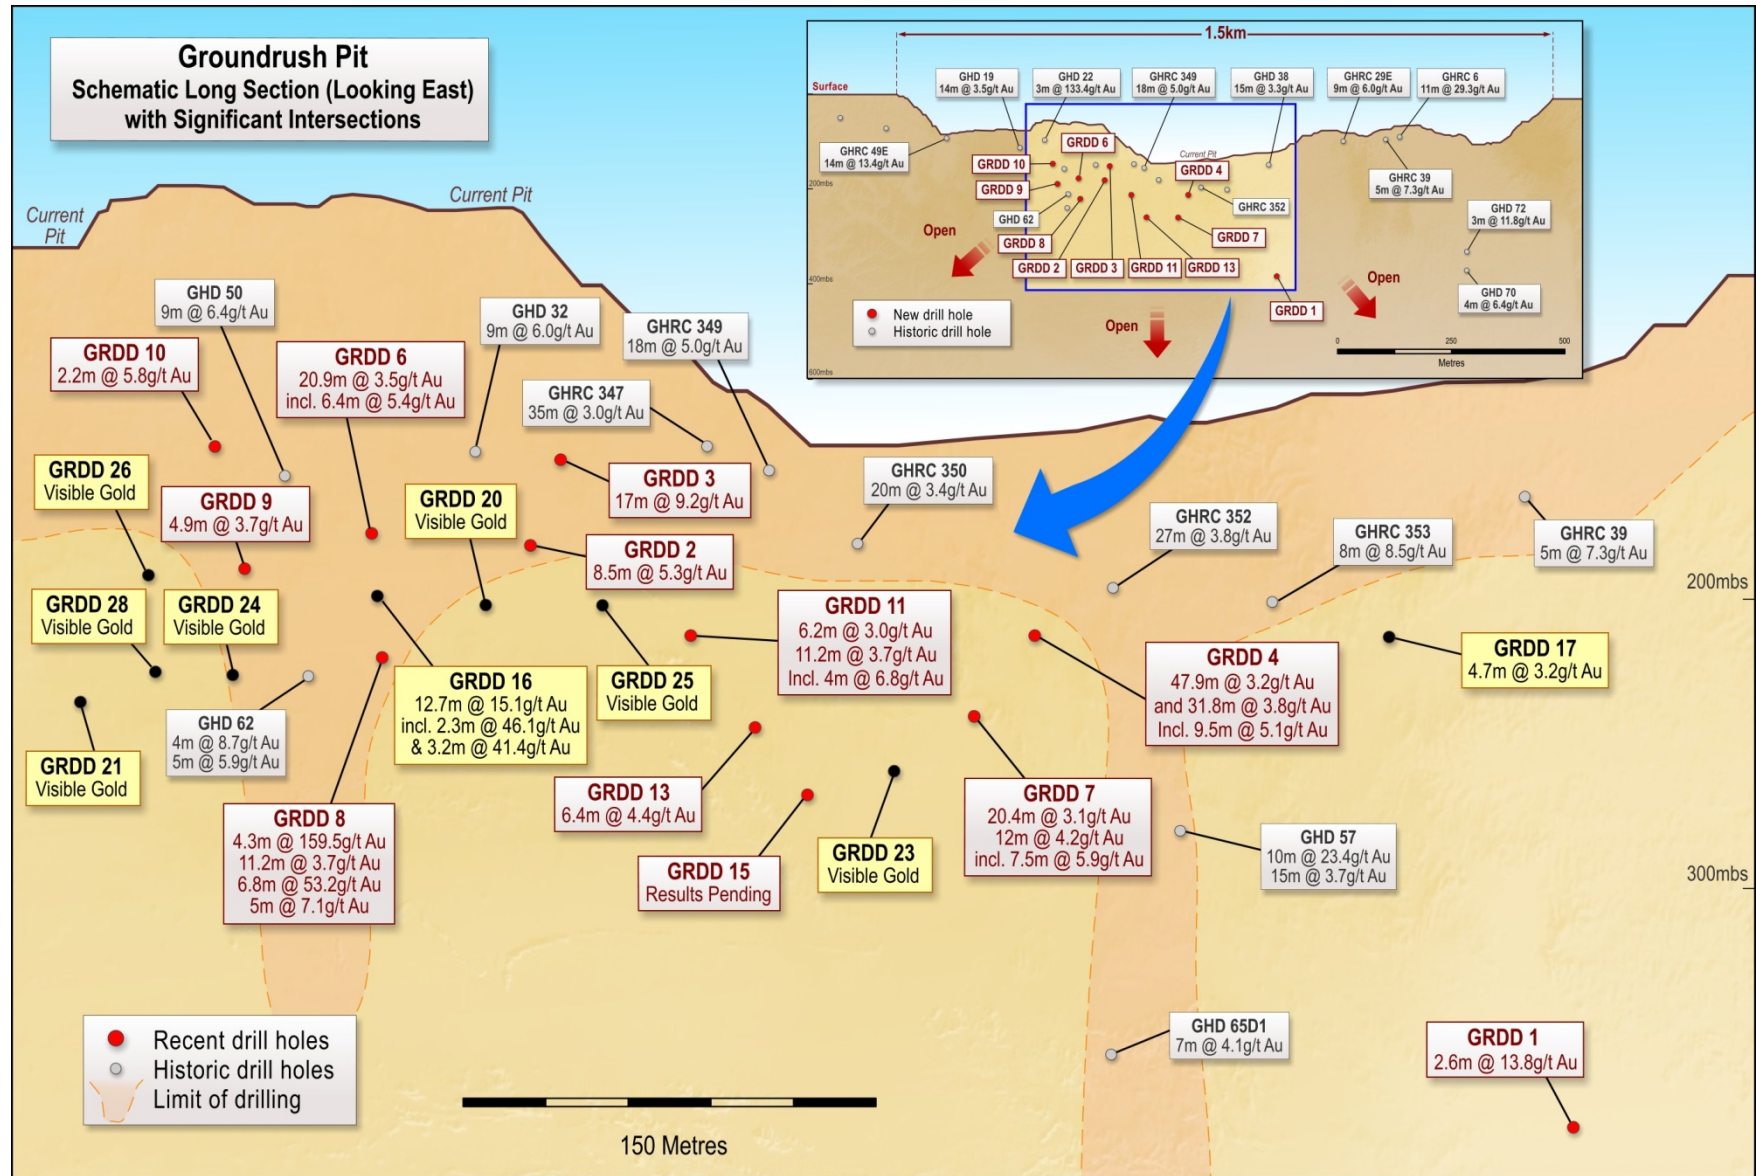 Groundrush Pit
Schematic Long Section (Looking East)
with Significant Intersections
1.5km
Surface
GHD 19
14m @ 3.5g/t Au
GHD 22
3m @ 133.4g/t Au
GHRC 349
18m @ 5.0g/t Au
GHD 38
15m @ 3.3g/t Au
GHRC 29E
9m @ 6.0g/t Au
GHRC 6
11m @ 29.3g/t Au
GHRC 49E
14m @ 13.4g/t Au
GRDD 6
GRDD 10
Current Pit
GRDD 4
GHRC 39
5m @ 7.3g/t Au
200mbs
GRDD 9
GHD 62
GHRC 352
GHD 72
3m @ 11.8g/t Au
Open
GRDD 8
GRDD 7
GRDD 2
GRDD 3
GRDD 11
GRDD 13
Open
400mbs
GHD 70
4m @ 6.4g/t Au
GRDD 1
New drill hole
Historic drill hole
Open
0
250
500
Metres
600mbs
Current
Pit
Current Pit
GHD 50
9m @ 6.4g/t Au
GHD 32
9m @ 6.0g/t Au
GHRC 349
18m @ 5.0g/t Au
GRDD 10
2.2m @ 5.8g/t Au
GRDD 6
20.9m @ 3.5g/t Au
incl. 6.4m @ 5.4g/t Au
GHRC 347
35m @ 3.0g/t Au
GRDD 26
Visible Gold
GRDD 9
4.9m @ 3.7g/t Au
GRDD 20
Visible Gold
GRDD 3
17m @ 9.2g/t Au
GHRC 350
20m @ 3.4g/t Au
GHRC 352
27m @ 3.8g/t Au
GHRC 353
8m @ 8.5g/t Au
GHRC 39
5m @ 7.3g/t Au
GRDD 2
8.5m @ 5.3g/t Au
200mbs
GRDD 28
Visible Gold
GRDD 24
Visible Gold
GRDD 11
6.2m @ 3.0g/t Au
11.2m @ 3.7g/t Au
Incl. 4m @ 6.8g/t Au
GRDD 16
12.7m @ 15.1g/t Au
incl. 2.3m @ 46.1g/t Au
& 3.2m @ 41.4g/t Au
GRDD 25
Visible Gold
GRDD 4
47.9m @ 3.2g/t Au
and 31.8m @ 3.8g/t Au
Incl. 9.5m @ 5.1g/t Au
GRDD 17
4.7m @ 3.2g/t Au
GHD 62
4m @ 8.7g/t Au
5m @ 5.9g/t Au
GRDD 21
Visible Gold
GRDD 8
4.3m @ 159.5g/t Au
11.2m @ 3.7g/t Au
6.8m @ 53.2g/t Au
5m @ 7.1g/t Au
GRDD 13
6.4m @ 4.4g/t Au
GRDD 15
Results Pending
GRDD 23
Visible Gold
GRDD 7
20.4m @ 3.1g/t Au
12m @ 4.2g/t Au
incl. 7.5m @ 5.9g/t Au
GHD 57
10m @ 23.4g/t Au
15m @ 3.7g/t Au
300mbs
GHD 65D1
7m @ 4.1g/t Au
GRDD 1
2.6m @ 13.8g/t Au
Recent drill holes
Historic drill holes
Limit of drilling
150 Metres